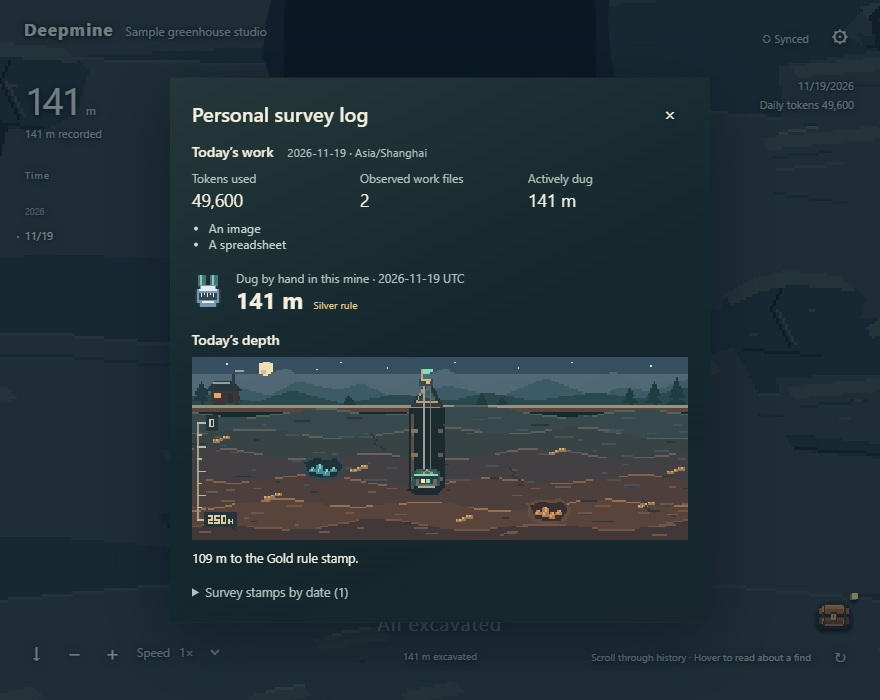 Deepmine Sample greenhouse studio
Synced
141 m
141 m recorded
11/19/2026
Daily tokens 49,600
Time
2026
· 11/19
Personal survey log
×
Today's work 2026-11-19 · Asia/Shanghai
Tokens used Observed work files Actively dug
49,600 2 141 m
• An image
• A spreadsheet
Dug by hand in this mine · 2026-11-19 UTC
141 m Silver rule
Today's depth
0
250M
109 m to the Gold rule stamp.
▶ Survey stamps by date (1)
All excavated
Speed 1×
141 m excavated
Scroll through history · Hover to read about a find